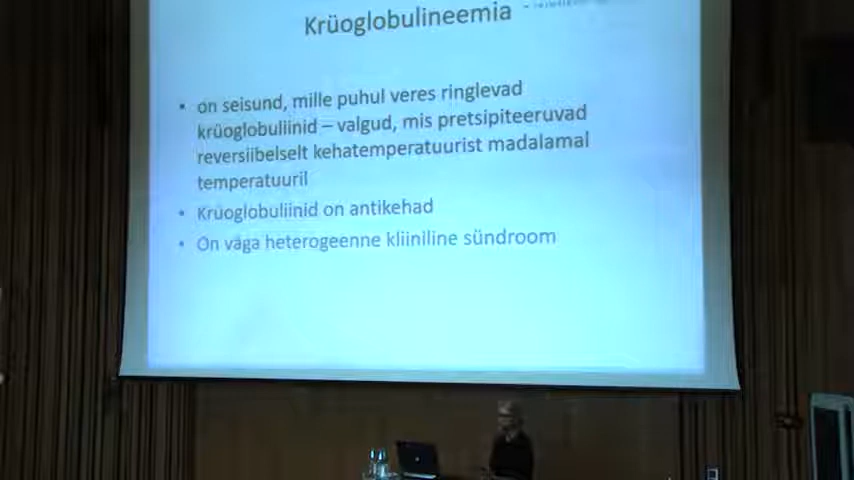 Krüoglobulineemia
• on seisund, mille puhul veres ringlevad
krüoglobuliinid – valgud, mis pretsipiteeruvad
reversiibelselt kehatemperatuurist madalamal
temperatuuril
• Krüoglobuliinid on antikehad
• On väga heterogeenne kliiniline sündroom